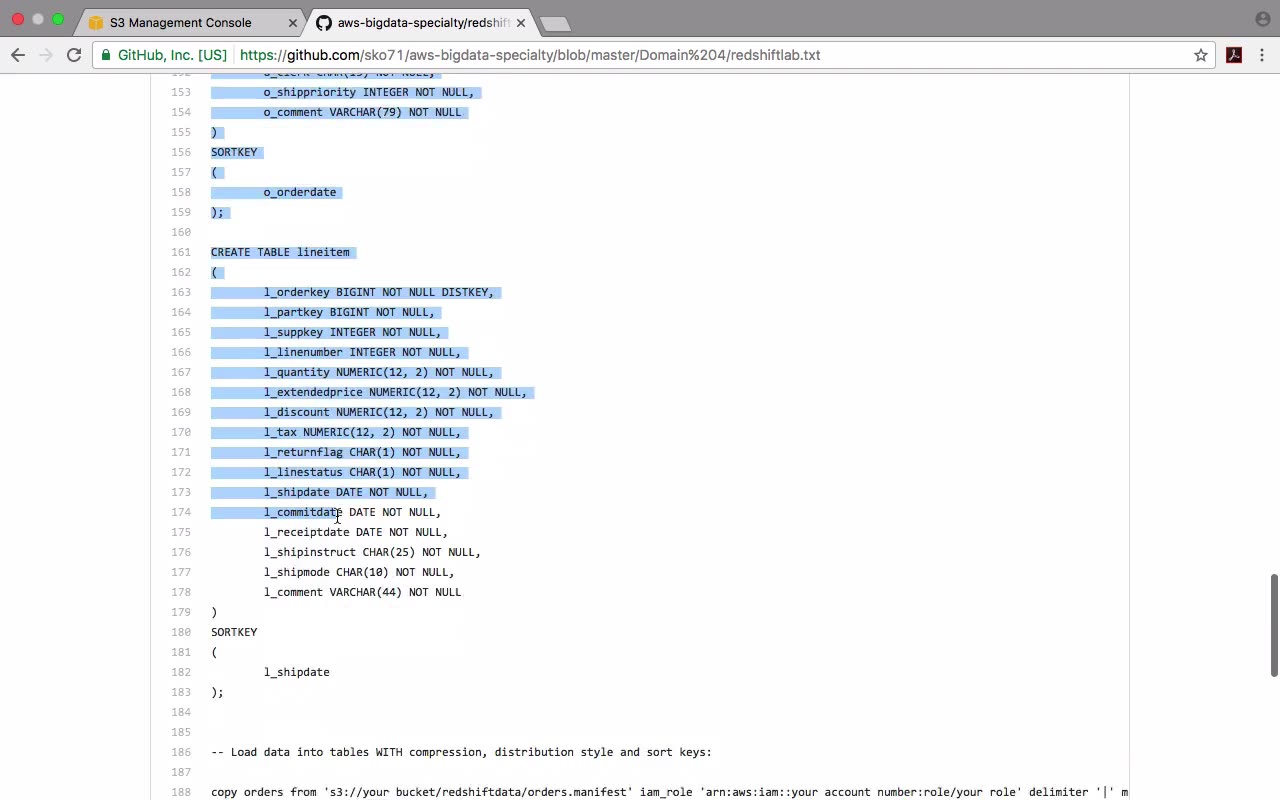 S3 Management Console
aws-bigdata-specialty/redshift
GitHub, Inc. [US] https://github.com/sko71/aws-bigdata-specialty/blob/master/Domain%204/redshiftlab.txt
152 o_clerk CHAR(15) NOT NULL,
153 o_shippriority INTEGER NOT NULL,
154 o_comment VARCHAR(79) NOT NULL
155 )
156 SORTKEY
157 (
158 o_orderdate
159 );
160
161 CREATE TABLE lineitem
162 (
163 l_orderkey BIGINT NOT NULL DISTKEY,
164 l_partkey BIGINT NOT NULL,
165 l_suppkey INTEGER NOT NULL,
166 l_linenumber INTEGER NOT NULL,
167 l_quantity NUMERIC(12, 2) NOT NULL,
168 l_extendedprice NUMERIC(12, 2) NOT NULL,
169 l_discount NUMERIC(12, 2) NOT NULL,
170 l_tax NUMERIC(12, 2) NOT NULL,
171 l_returnflag CHAR(1) NOT NULL,
172 l_linestatus CHAR(1) NOT NULL,
173 l_shipdate DATE NOT NULL,
174 l_commitdate DATE NOT NULL,
175 l_receiptdate DATE NOT NULL,
176 l_shipinstruct CHAR(25) NOT NULL,
177 l_shipmode CHAR(10) NOT NULL,
178 l_comment VARCHAR(44) NOT NULL
179 )
180 SORTKEY
181 (
182 l_shipdate
183 );
184
185
186 -- Load data into tables WITH compression, distribution style and sort keys:
187
188 copy orders from 's3://your bucket/redshiftdata/orders.manifest' iam_role 'arn:aws:iam::your account number:role/your role' delimiter '|' m